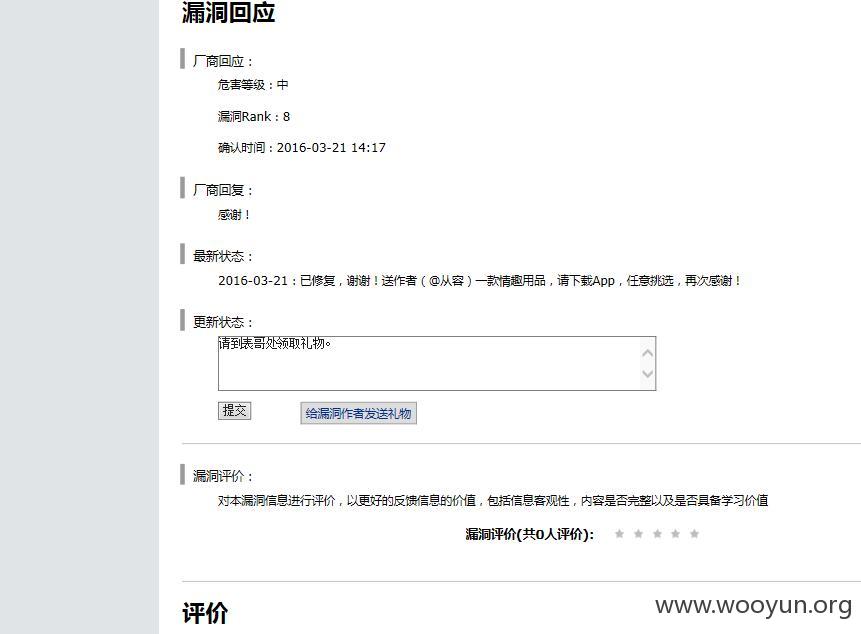 漏洞回应
厂商回应：
危害等级：中
漏洞Rank：8
确认时间：2016-03-21 14:17
厂商回复：
感谢！
最新状态：
2016-03-21：已修复，谢谢！送作者（@从容）一款情趣用品，请下载App，任意挑选，再次感谢！
更新状态：
请到表哥处领取礼物。
提交
给漏洞作者发送礼物
漏洞评价：
对本漏洞信息进行评价，以更好的反馈信息的价值，包括信息客观性，内容是否完整以及是否具备学习价值
漏洞评价(共0人评价):
评价
www.wooyun.org